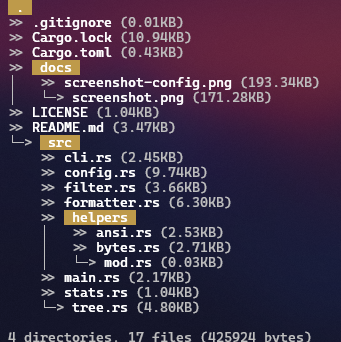 .
>> .gitignore (0.01KB)
>> Cargo.lock (10.94KB)
>> Cargo.toml (0.43KB)
>> docs
│ >> screenshot-config.png (193.34KB)
│ └─> screenshot.png (171.28KB)
>> LICENSE (1.04KB)
>> README.md (3.47KB)
└─> src
    >> cli.rs (2.45KB)
    >> config.rs (9.74KB)
    >> filter.rs (3.66KB)
    >> formatter.rs (6.30KB)
    >> helpers
    │ >> ansi.rs (2.53KB)
    │ >> bytes.rs (2.71KB)
    │ └─> mod.rs (0.03KB)
    >> main.rs (2.17KB)
    >> stats.rs (1.04KB)
    └─> tree.rs (4.80KB)
4 directories, 17 files (425924 bytes)